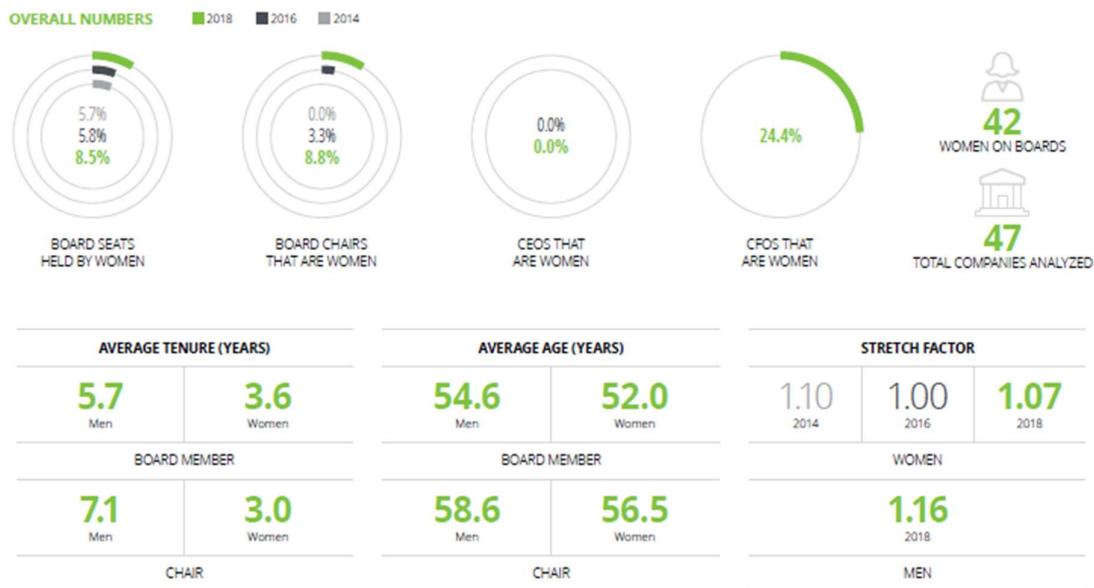 OVERALL NUMBERS
2018 2016 2014
5.7%
5.8%
8.5%
BOARD SEATS
HELD BY WOMEN
0.0%
3.3%
8.8%
BOARD CHAIRS
THAT ARE WOMEN
0.0%
0.0%
CEOS THAT
ARE WOMEN
24.4%
CFOS THAT
ARE WOMEN
42
WOMEN ON BOARDS
47
TOTAL COMPANIES ANALYZED
AVERAGE TENURE (YEARS)
5.7 3.6
Men Women
BOARD MEMBER
7.1 3.0
Men Women
CHAIR
AVERAGE AGE (YEARS)
54.6 52.0
Men Women
BOARD MEMBER
58.6 56.5
Men Women
CHAIR
STRETCH FACTOR
1.10 1.00 1.07
2014 2016 2018
WOMEN
1.16
2018
MEN